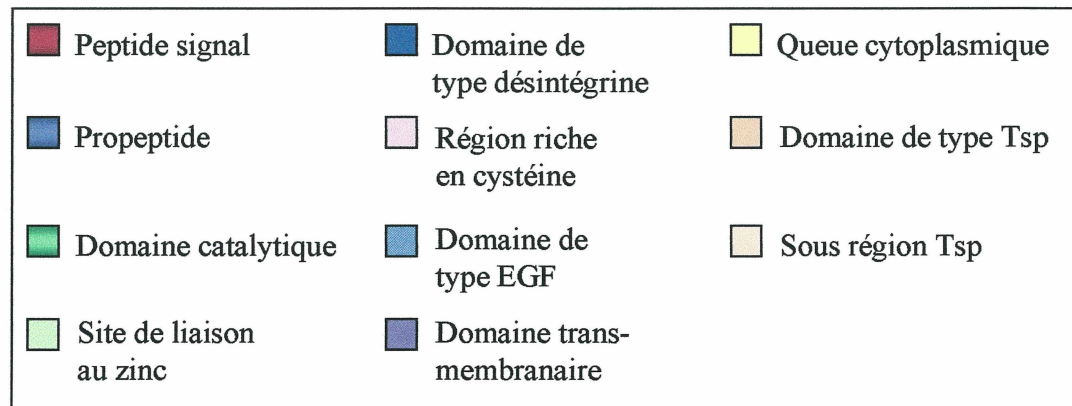 Peptide signal
Propeptide
Domaine catalytique
Site de liaison
au zinc
Domaine de
type désintégrine
Région riche
en cystéine
Domaine de
type EGF
Domaine trans-
membranaire
Queue cytoplasmique
Domaine de type Tsp
Sous région Tsp